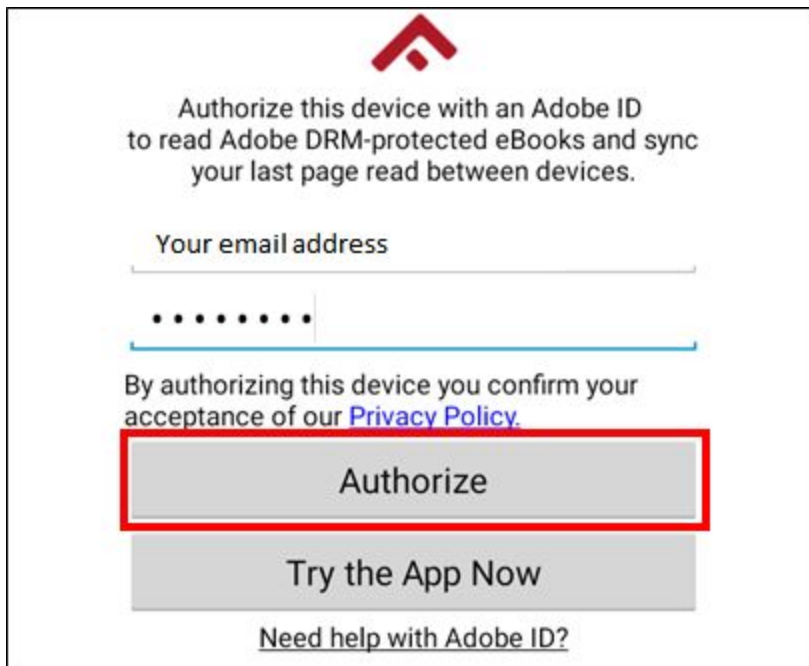 Authorize this device with an Adobe ID
to read Adobe DRM-protected eBooks and sync
your last page read between devices.
Your email address
••••••••
By authorizing this device you confirm your
acceptance of our Privacy Policy.
Authorize
Try the App Now
Need help with Adobe ID?